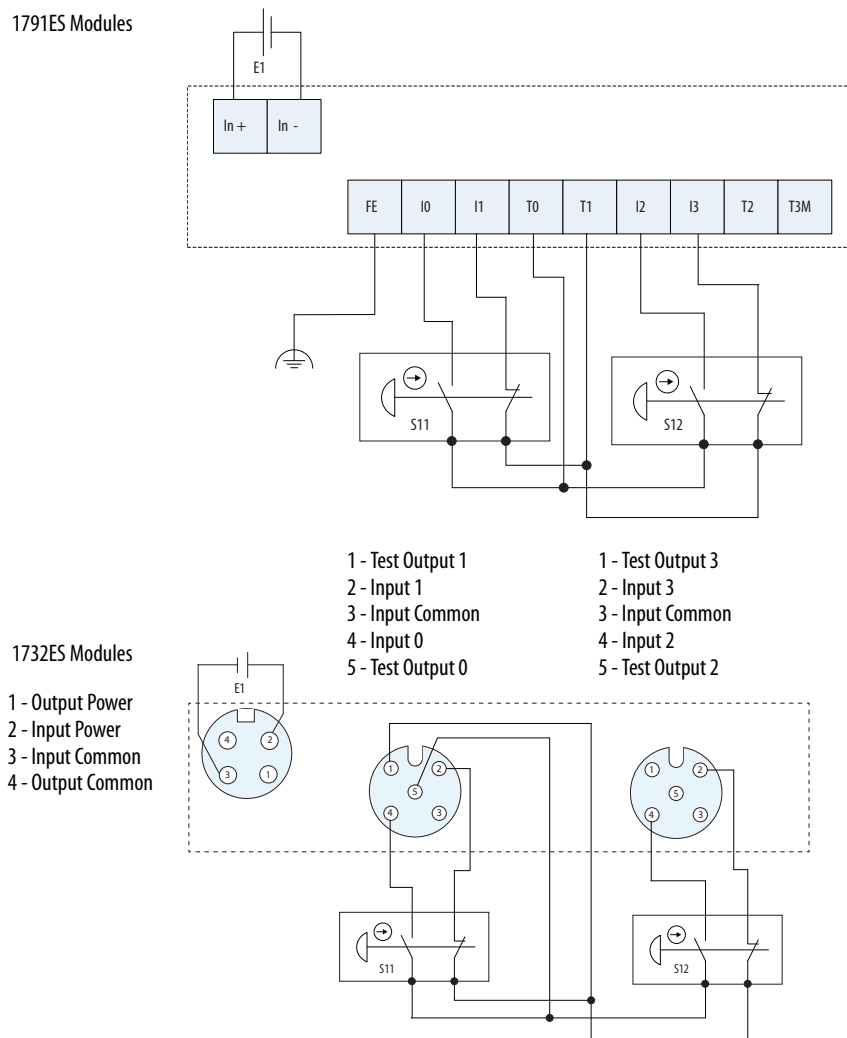 1791ES Modules
E1
In +
In -
FE
I0
I1
T0
T1
I2
I3
T2
T3M
S11
S12
1 - Test Output 1
2 - Input 1
3 - Input Common
4 - Input 0
5 - Test Output 0
1 - Test Output 3
2 - Input 3
3 - Input Common
4 - Input 2
5 - Test Output 2
1732ES Modules
1 - Output Power
2 - Input Power
3 - Input Common
4 - Output Common
E1
4
2
3
1
1
2
5
4
3
1
2
5
4
3
S11
S12